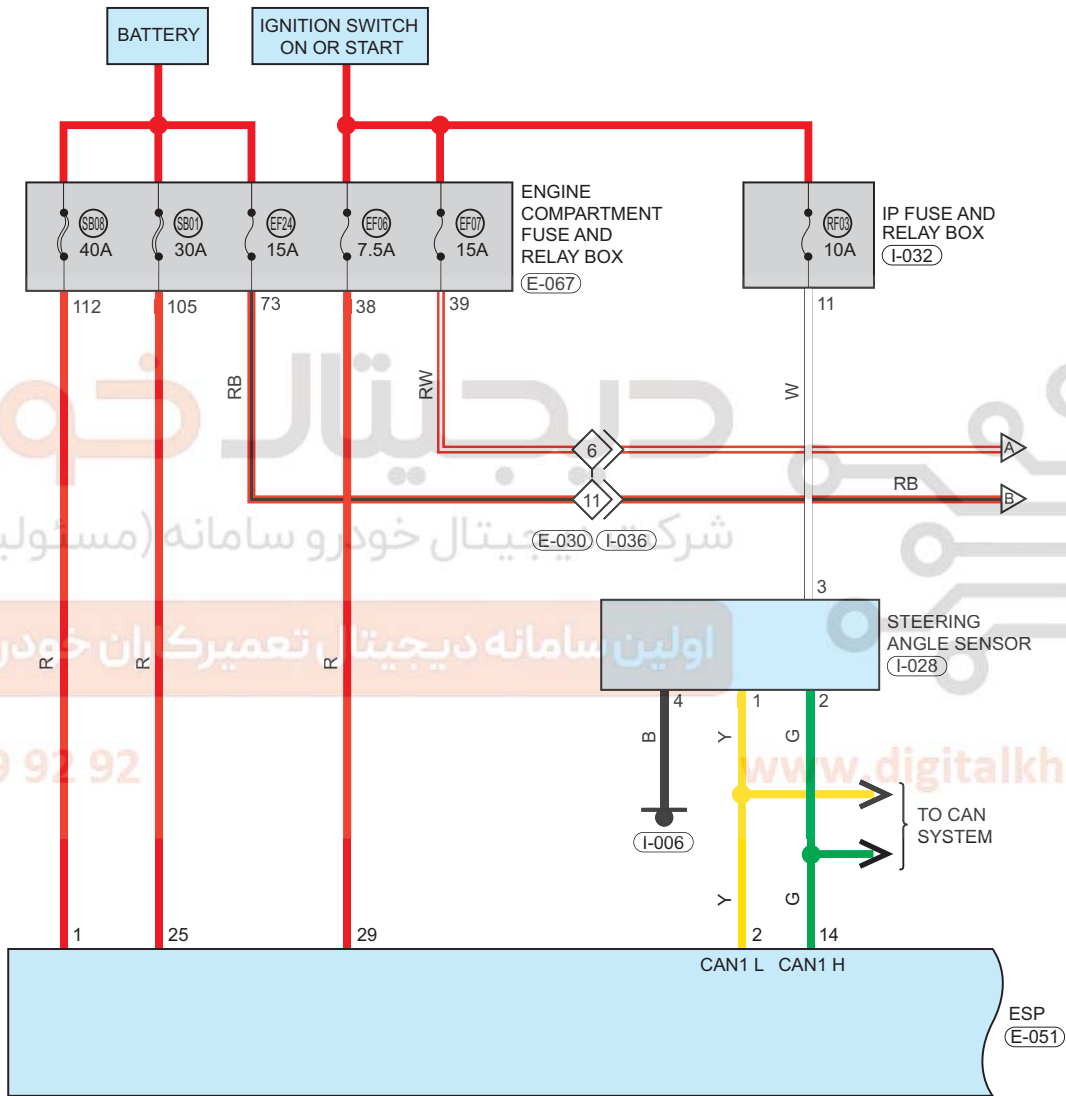 BATTERY
IGNITION SWITCH
ON OR START
SB08
40A
SB01
30A
EF24
15A
EF06
7.5A
EF07
15A
ENGINE
COMPARTMENT
FUSE AND
RELAY BOX
E-067
RF03
10A
IP FUSE AND
RELAY BOX
I-032
112
105
73
38
39
11
RB
RW
W
دیجیتال خو
6
A
11
RB
B
E-030
I-036
شرکت دیجیتال خودرو سامانه (مسئولی
3
STEERING
ANGLE SENSOR
I-028
اولین سامانه دیجیتال تعمیرکاران خودر
R
R
R
4
1
2
B
Y
G
9 92 92
www.digitalkh
TO CAN
SYSTEM
I-006
Y
G
1
25
29
2
14
CAN1 L
CAN1 H
ESP
E-051